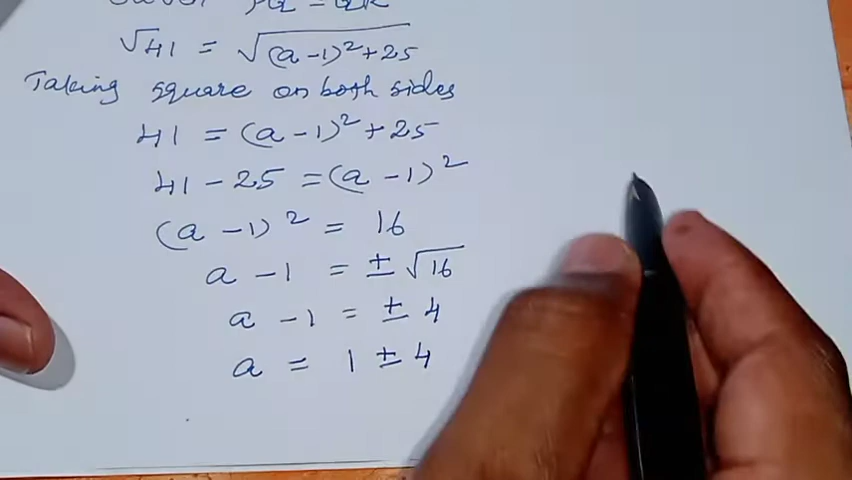 √41 = √(a-1)²+25
Taking square on both sides
41 = (a-1)²+25
41-25 = (a-1)²
(a-1)² = 16
a-1 = ±√16
a-1 = ±4
a = 1±4